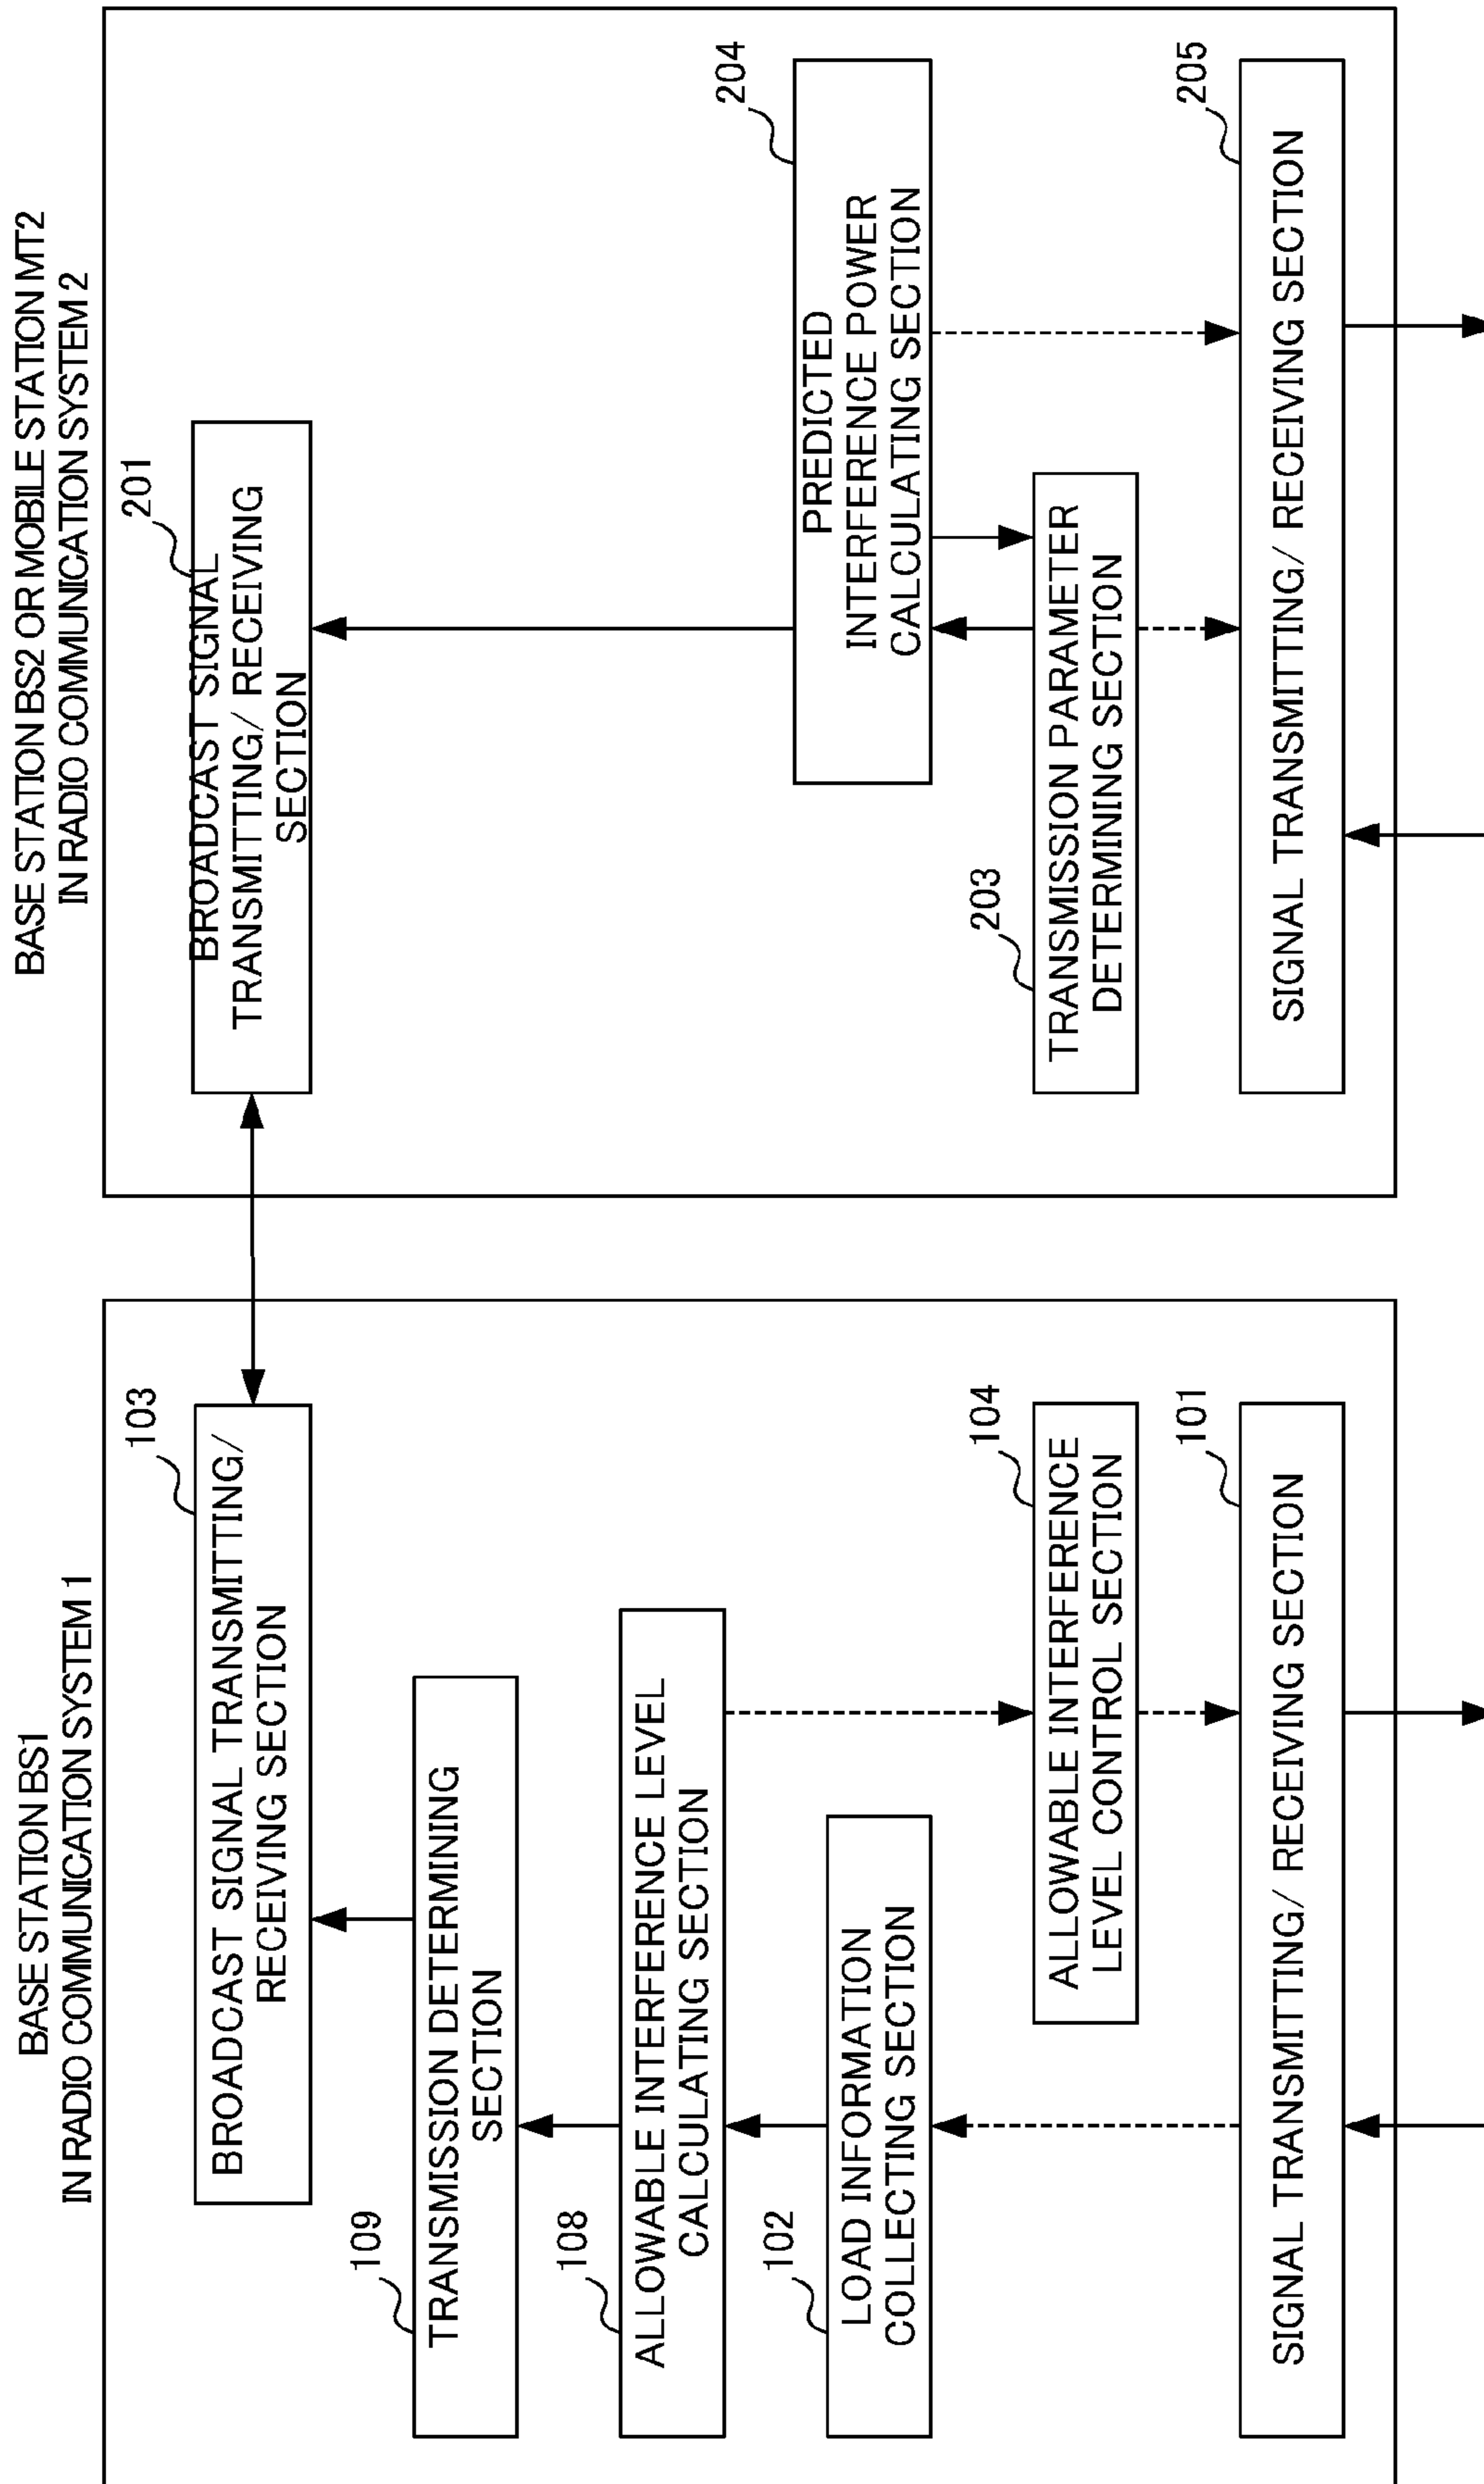 BASE STATION BS1
IN RADIO COMMUNICATION SYSTEM 1
103
BROADCAST SIGNAL TRANSMITTING/
RECEIVING SECTION
109
TRANSMISSION DETERMINING
SECTION
108
ALLOWABLE INTERFERENCE LEVEL
CALCULATING SECTION
102
LOAD INFORMATION
COLLECTING SECTION
104
ALLOWABLE INTERFERENCE
LEVEL CONTROL SECTION
101
SIGNAL TRANSMITTING/ RECEIVING SECTION
BASE STATION BS2 OR MOBILE STATION MT2
IN RADIO COMMUNICATION SYSTEM 2
201
BROADCAST SIGNAL
TRANSMITTING/ RECEIVING
SECTION
204
PREDICTED
INTERFERENCE POWER
CALCULATING SECTION
203
TRANSMISSION PARAMETER
DETERMINING SECTION
205
SIGNAL TRANSMITTING/ RECEIVING SECTION